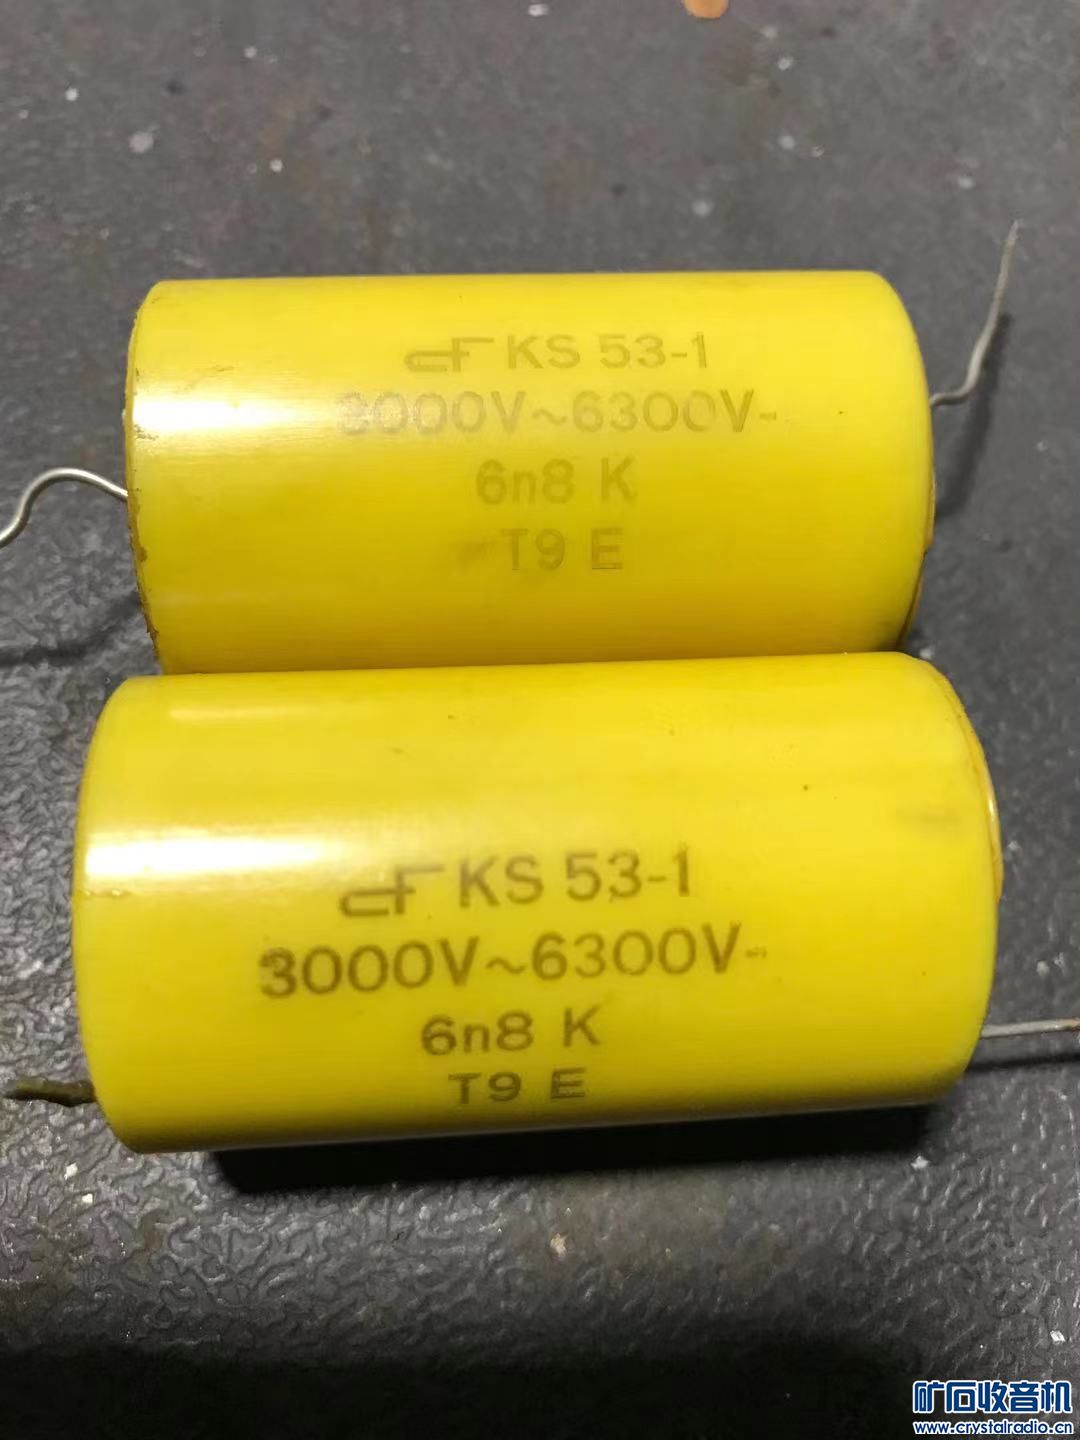 KS 53-1
3000V~6300V-
6n8 K
T9 E
KS 53-1
3000V~6300V-
6n8 K
T9 E
矿石收音机
www.crystalradio.cn